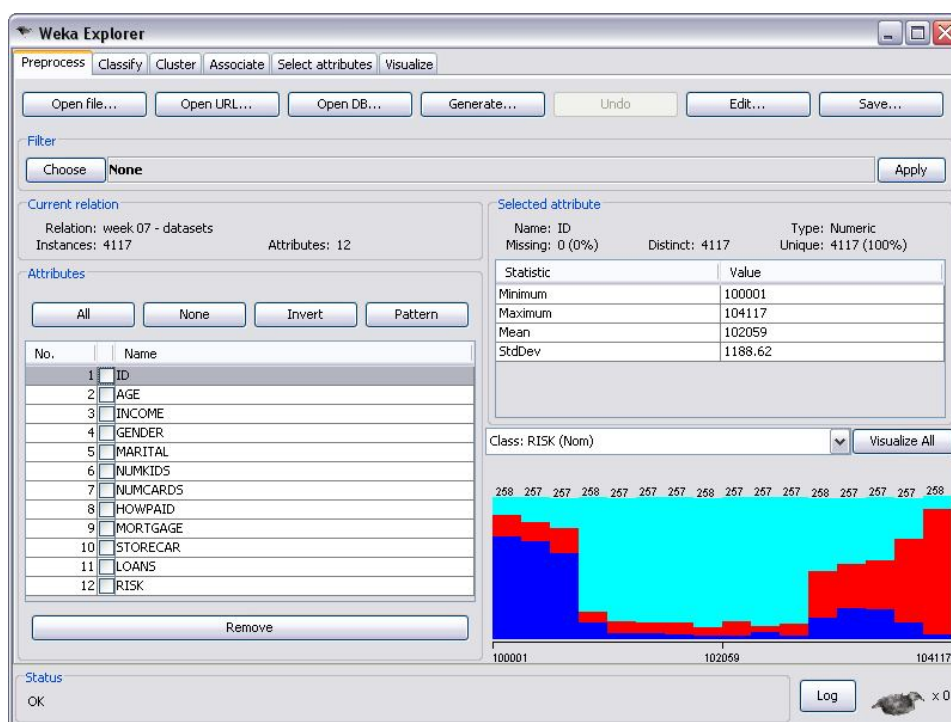 Weka Explorer
Preprocess Classify Cluster Associate Select attributes Visualize
Open file... Open URL... Open DB... Generate... Undo Edit... Save...
Filter
Choose None Apply
Current relation
Relation: week 07 - datasets
Instances: 4117 Attributes: 12
Attributes
All None Invert Pattern
No. Name
1 ID
2 AGE
3 INCOME
4 GENDER
5 MARITAL
6 NUMKIDS
7 NUMCARDS
8 HOWPAID
9 MORTGAGE
10 STORECAR
11 LOANS
12 RISK
Remove
Selected attribute
Name: ID Type: Numeric
Missing: 0 (0%) Distinct: 4117 Unique: 4117 (100%)
Statistic Value
Minimum 100001
Maximum 104117
Mean 102059
StdDev 1188.62
Class: RISK (Nom) Visualize All
258 257 257 258 257 257 257 258 257 257 257 258 257 257 257 258
100001 102059 104117
Status
OK
Log x 0